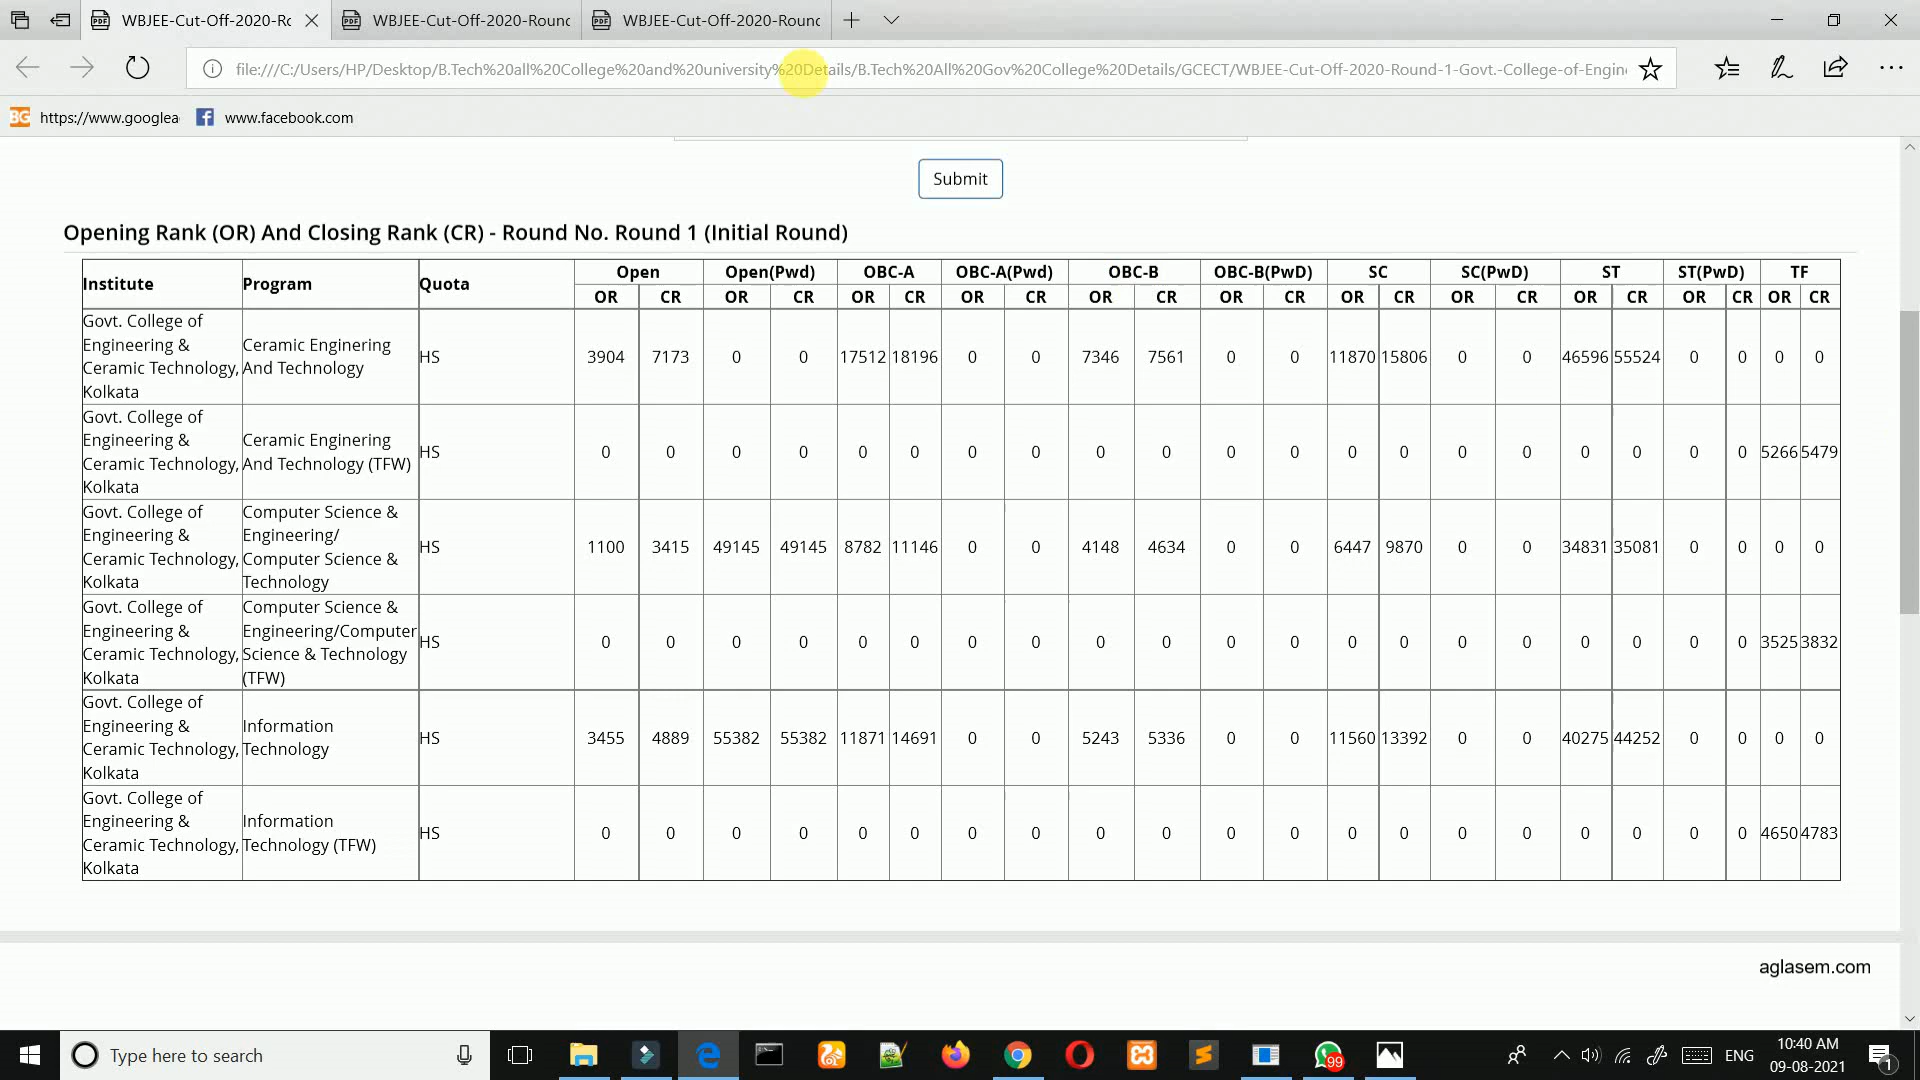 WBJEE-Cut-Off-2020-Rc
WBJEE-Cut-Off-2020-Round
WBJEE-Cut-Off-2020-Round
file:///C:/Users/HP/Desktop/B.Tech%20all%20College%20and%20university%20Details/B.Tech%20All%20Gov%20College%20Details/GCECT/WBJEE-Cut-Off-2020-Round-1-Govt.-College-of-Engin
https://www.googlea
www.facebook.com
Submit
Opening Rank (OR) And Closing Rank (CR) - Round No. Round 1 (Initial Round)
Institute Program Quota Open Open(Pwd) OBC-A OBC-A(Pwd) OBC-B OBC-B(PwD) SC SC(PwD) ST ST(PwD) TF
OR CR OR CR OR CR OR CR OR CR OR CR OR CR OR CR OR CR OR CR OR CR
Govt. College of
Engineering &
Ceramic Technology,
Kolkata
Ceramic Enginering
And Technology
HS 3904 7173 0 0 17512 18196 0 0 7346 7561 0 0 11870 15806 0 0 46596 55524 0 0 0 0
Govt. College of
Engineering &
Ceramic Technology,
Kolkata
Ceramic Enginering
And Technology (TFW)
HS 0 0 0 0 0 0 0 0 0 0 0 0 0 0 0 0 0 0 0 0 5266 5479
Govt. College of
Engineering &
Ceramic Technology,
Kolkata
Computer Science &
Engineering/
Computer Science &
Technology
HS 1100 3415 49145 49145 8782 11146 0 0 4148 4634 0 0 6447 9870 0 0 34831 35081 0 0 0 0
Govt. College of
Engineering &
Ceramic Technology,
Kolkata
Computer Science &
Engineering/Computer
Science & Technology
(TFW)
HS 0 0 0 0 0 0 0 0 0 0 0 0 0 0 0 0 0 0 0 0 3525 3832
Govt. College of
Engineering &
Ceramic Technology,
Kolkata
Information
Technology
HS 3455 4889 55382 55382 11871 14691 0 0 5243 5336 0 0 11560 13392 0 0 40275 44252 0 0 0 0
Govt. College of
Engineering &
Ceramic Technology,
Kolkata
Information
Technology (TFW)
HS 0 0 0 0 0 0 0 0 0 0 0 0 0 0 0 0 0 0 0 0 4650 4783
aglasem.com
Type here to search
99
ENG
10:40 AM
09-08-2021
1